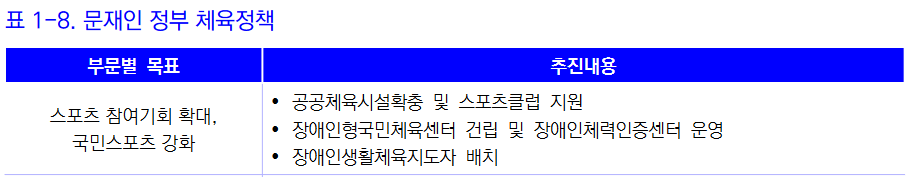 표 1-8. 문재인 정부 체육정책
부문별 목표 추진내용
스포츠 참여기회 확대,
국민스포츠 강화
• 공공체육시설확충 및 스포츠클럽 지원
• 장애인형국민체육센터 건립 및 장애인체력인증센터 운영
• 장애인생활체육지도자 배치